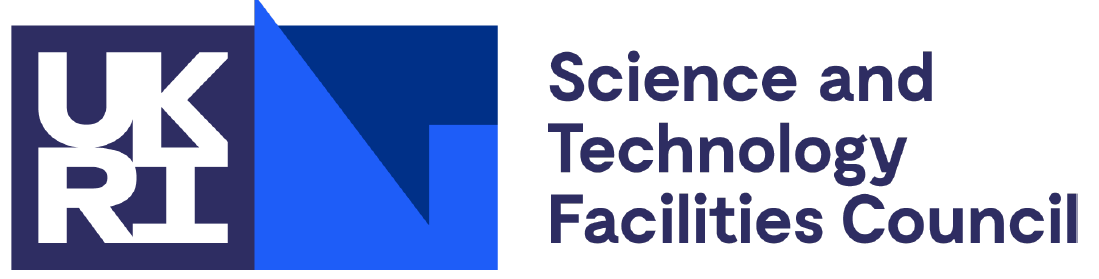 UK
RI
Science and
Technology
Facilities Council